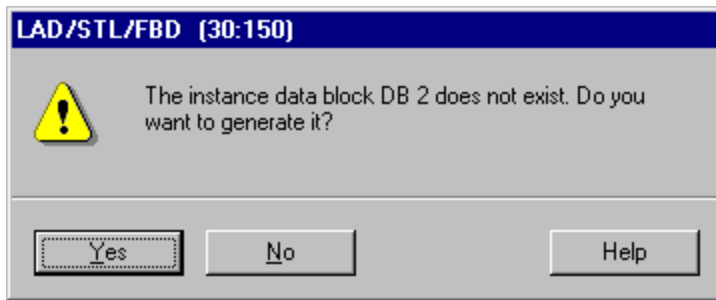 LAD/STL/FBD (30:150)
The instance data block DB 2 does not exist. Do you
want to generate it?
Yes No Help